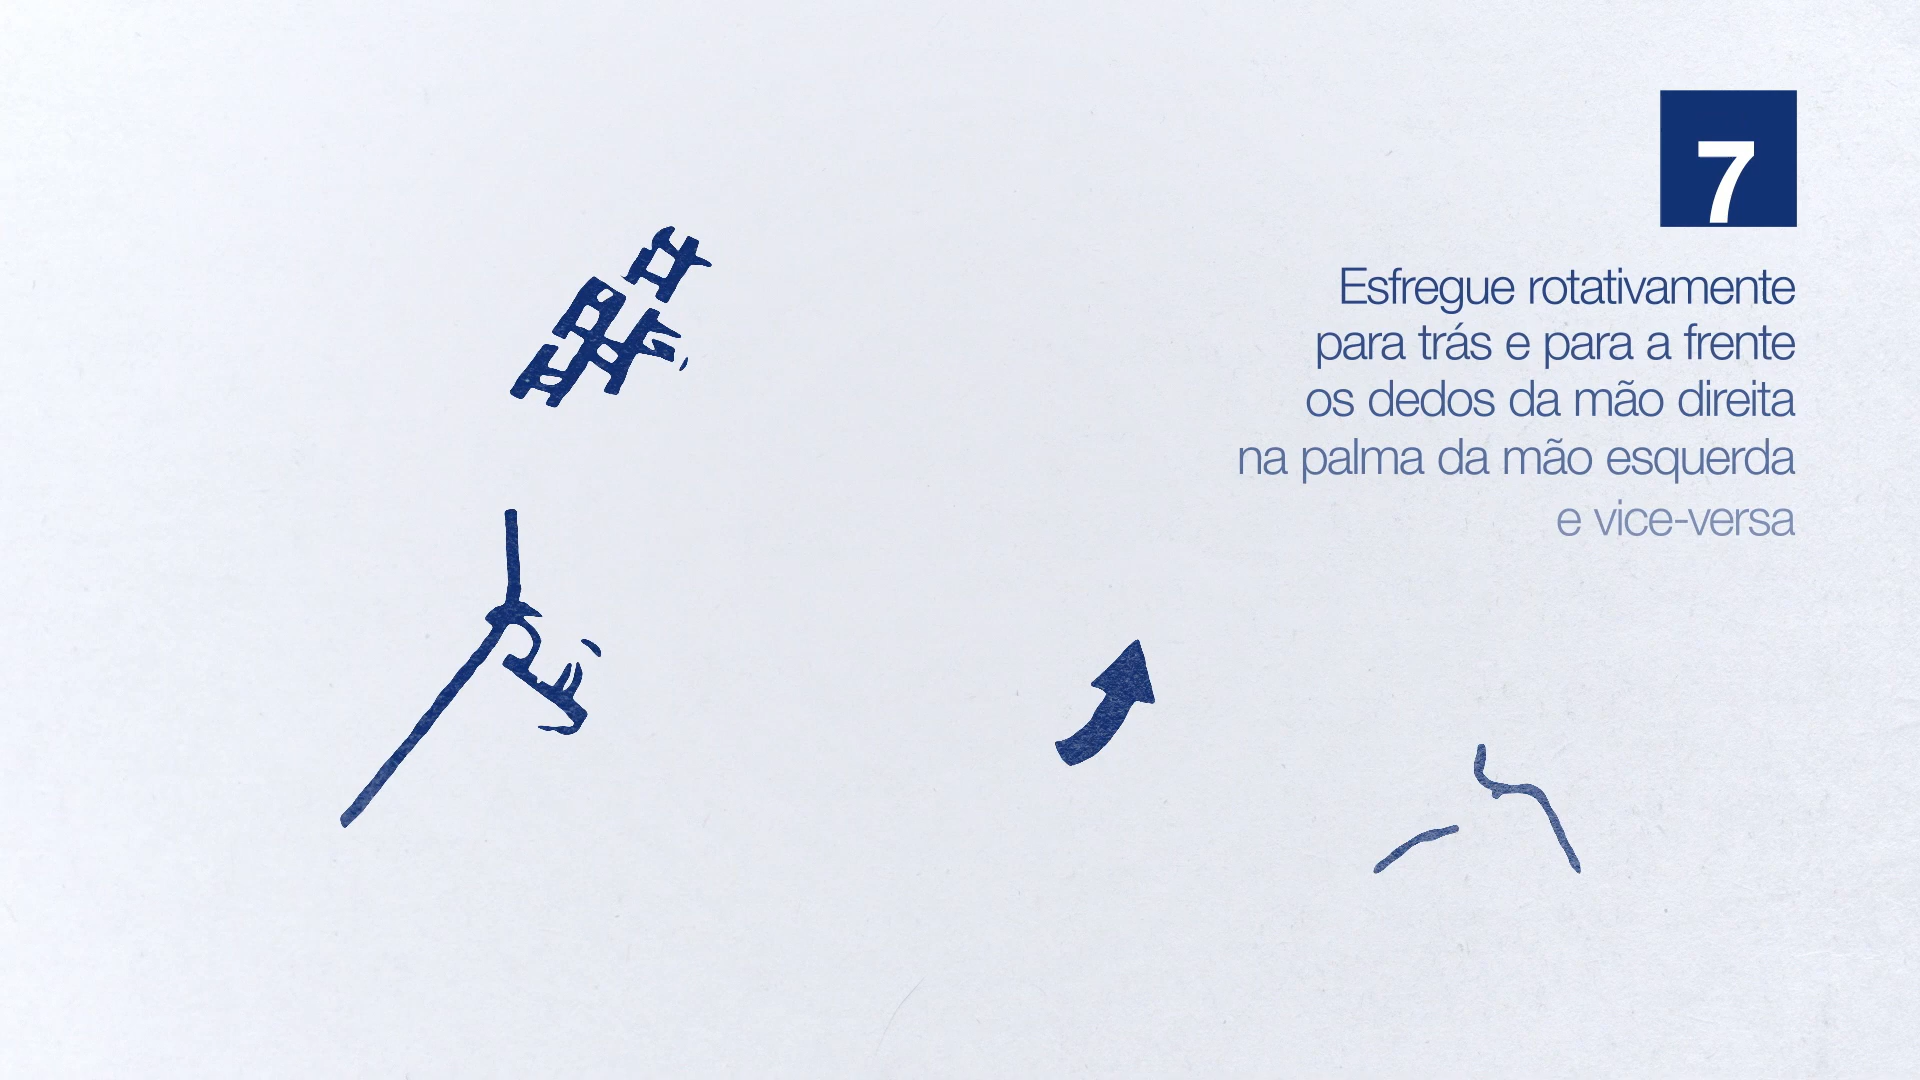 7
Esfregue rotativamente
para trás e para a frente
os dedos da mão direita
na palma da mão esquerda
e vice-versa